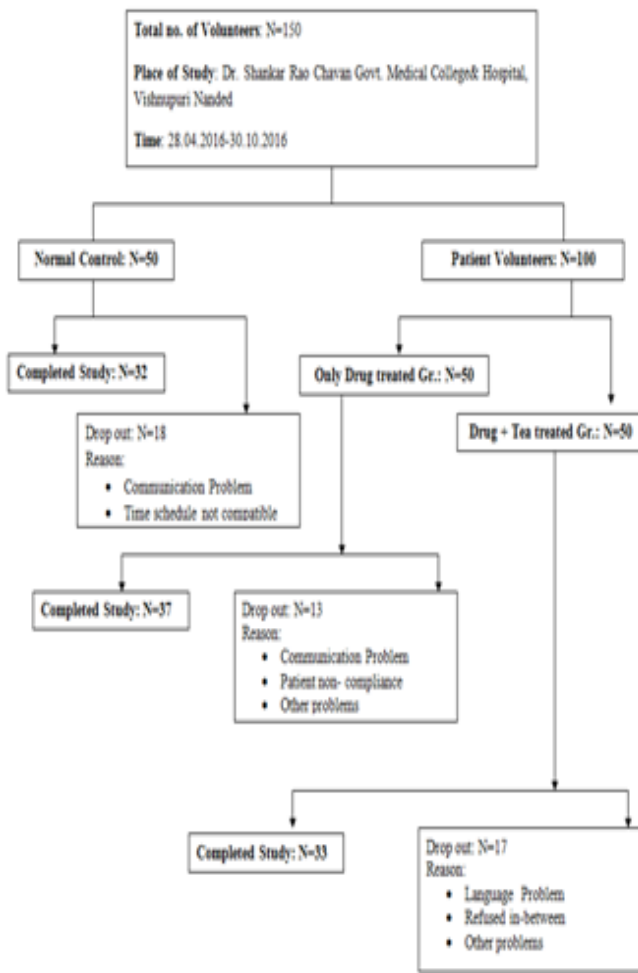 Total no. of Volunteers: N=150
Place of Study: Dr. Shankar Rao Chavan Govt. Medical College& Hospital,
Vishnupuri Nanded
Time: 28.04.2016-30.10.2016
Normal Control: N=50
Patient Volunteers: N=100
Completed Study: N=32
Only Drug treated Gr.: N=50
Drug + Tea treated Gr.: N=50
Drop out: N=18
Reason:
• Communication Problem
• Time schedule not compatible
Completed Study: N=37
Drop out: N=13
Reason:
• Communication Problem
• Patient non- compliance
• Other problems
Completed Study: N=33
Drop out: N=17
Reason:
• Language Problem
• Refused in-between
• Other problems